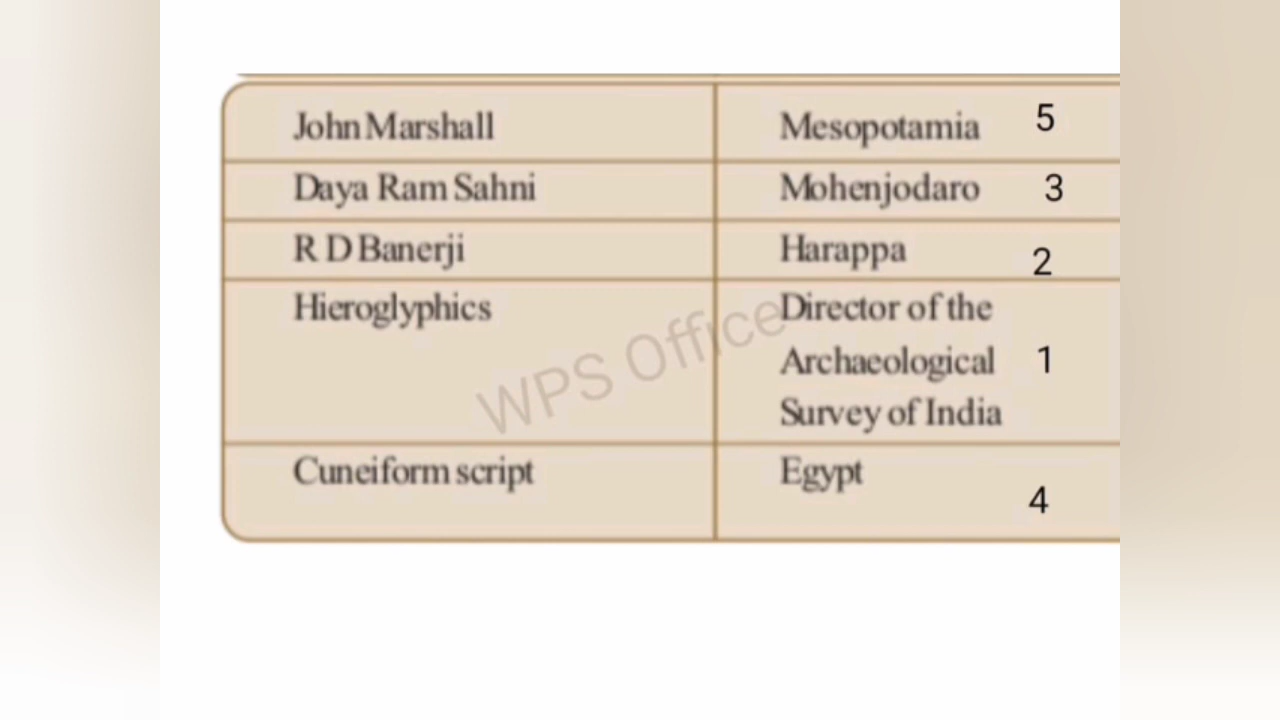 John Marshall Mesopotamia 5
Daya Ram Sahni Mohenjodaro 3
R D Banerji Harappa 2
Hieroglyphics Director of the
Archaeological 1
Survey of India
Cuneiform script Egypt
4
WPS Office